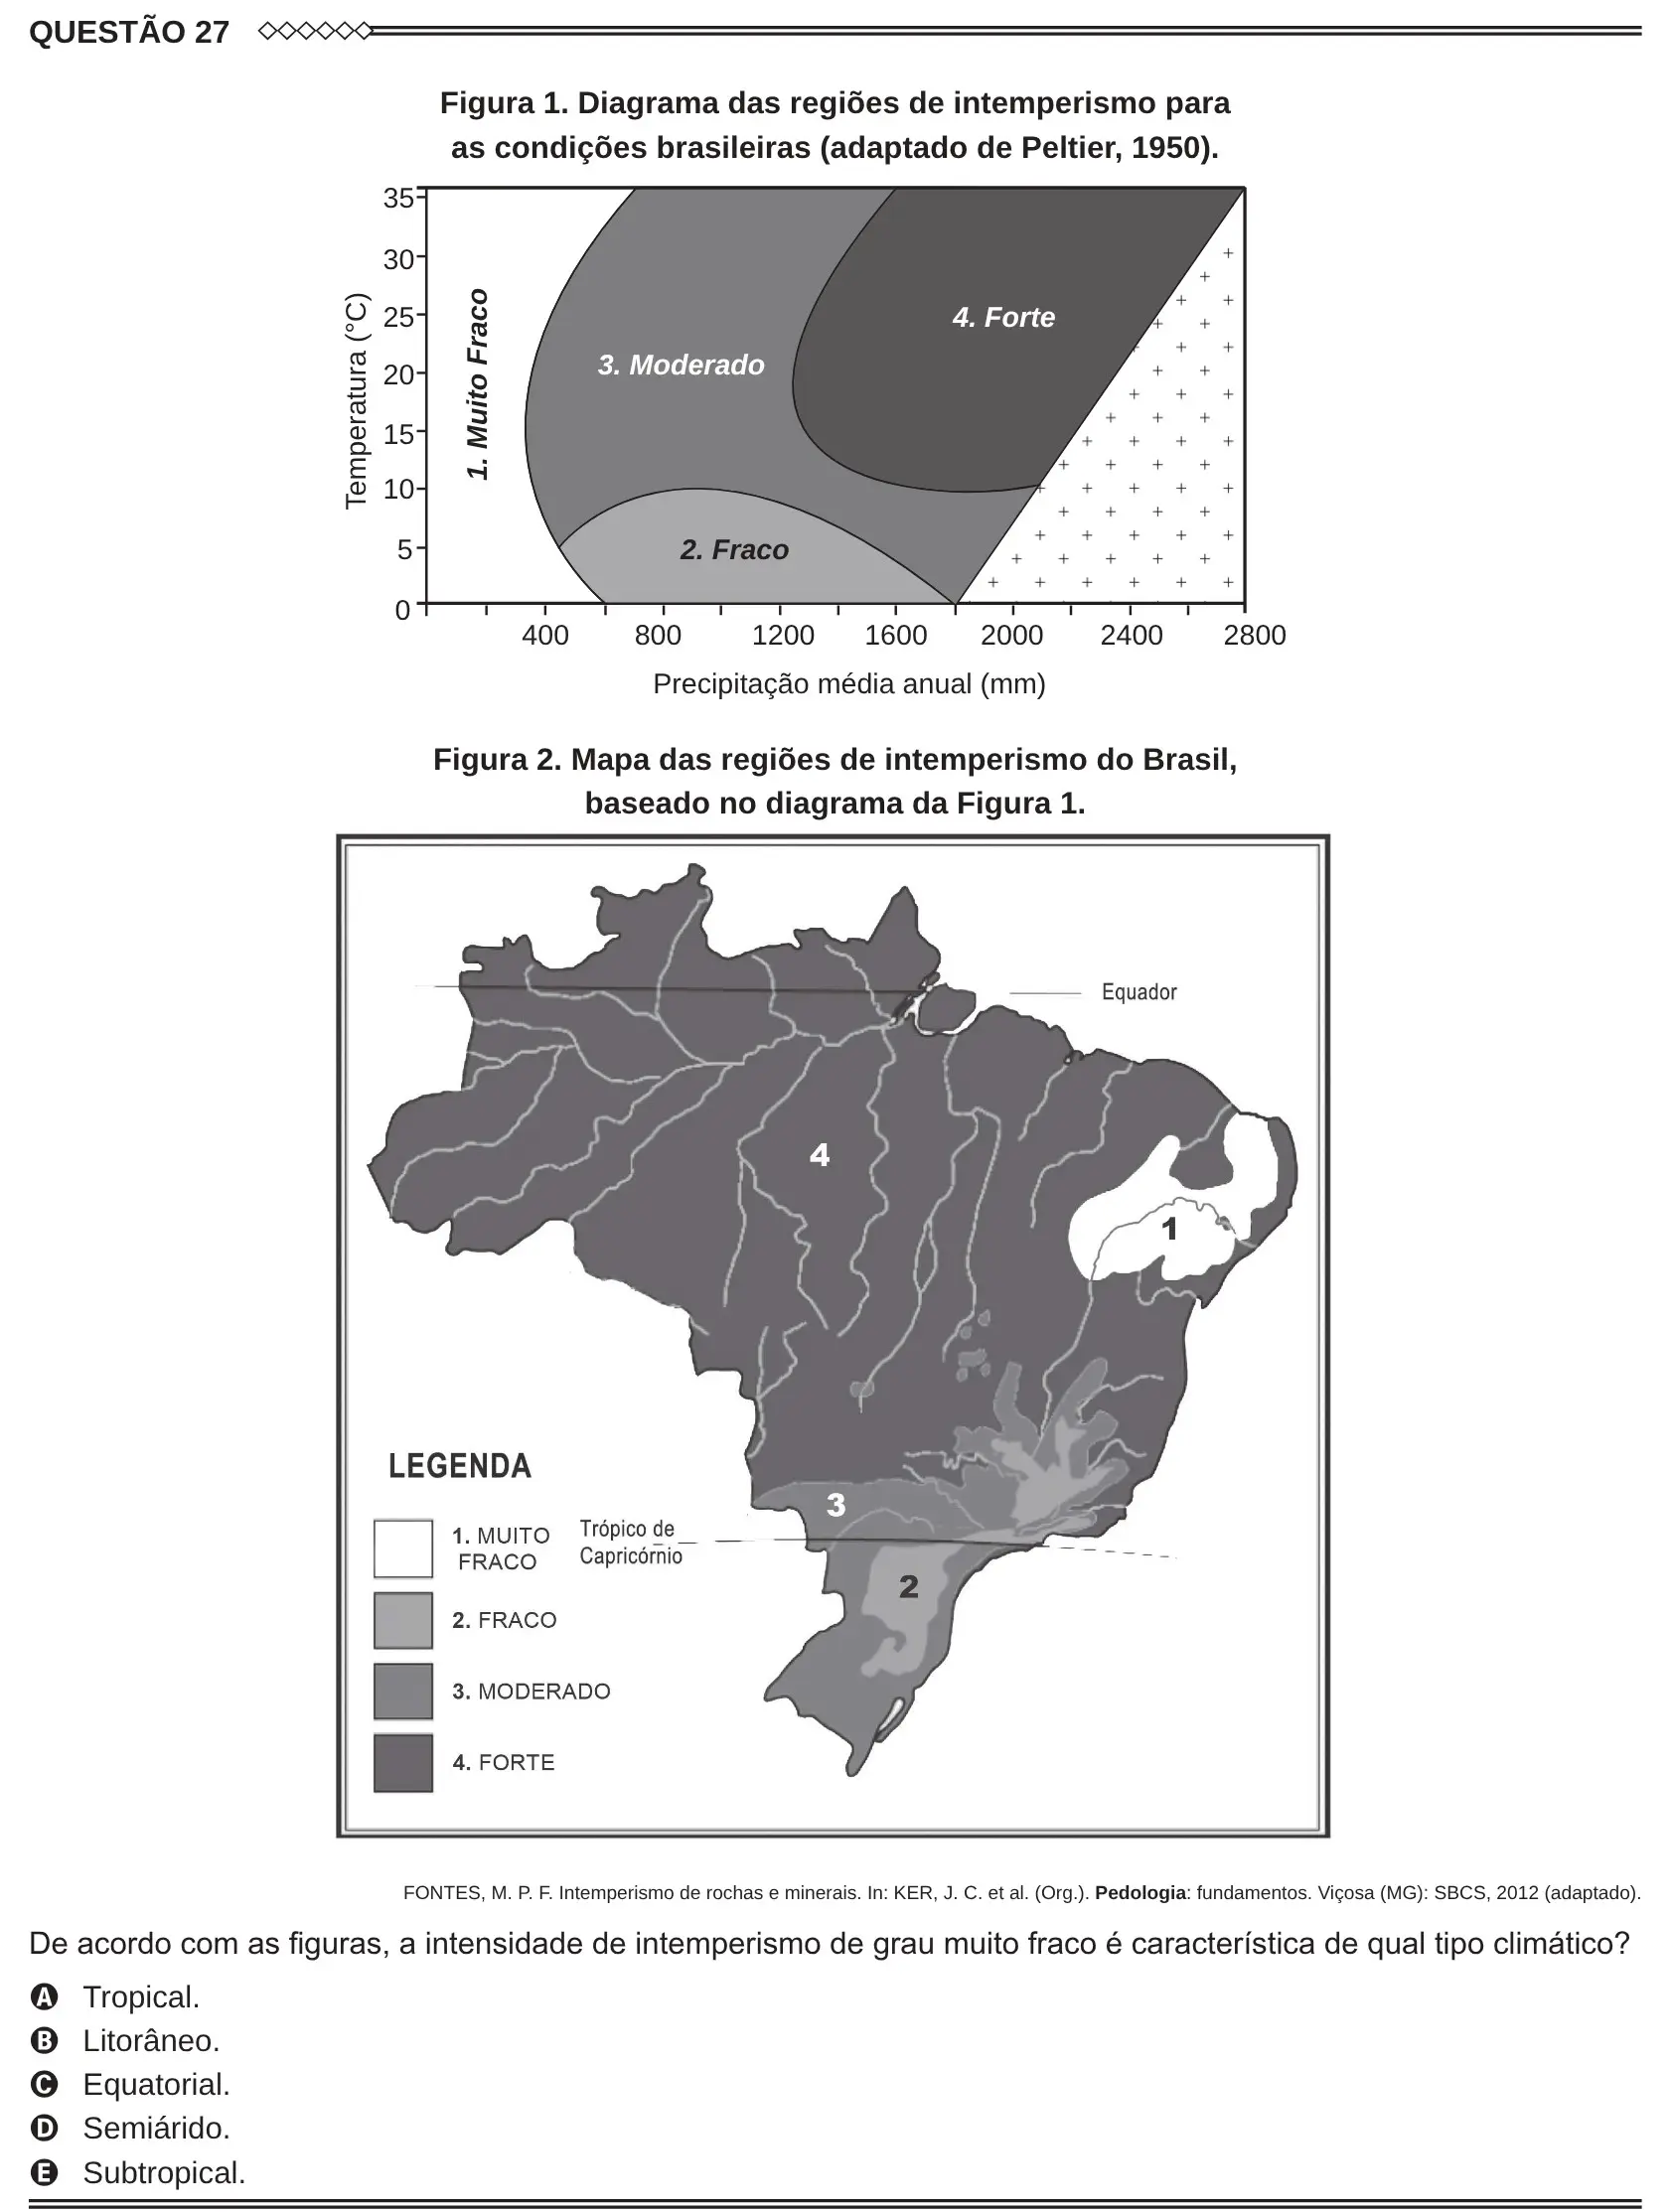 QUESTÃO 27
Figura 1. Diagrama das regiões de intemperismo para
as condições brasileiras (adaptado de Peltier, 1950).
Temperatura (°C)
35
30
25
20
15
10
5
0
1. Muito Fraco
3. Moderado
4. Forte
2. Fraco
400 800 1200 1600 2000 2400 2800
Precipitação média anual (mm)
Figura 2. Mapa das regiões de intemperismo do Brasil,
baseado no diagrama da Figura 1.
Equador
4
1
3
2
Trópico de
Capricórnio
LEGENDA
1. MUITO
FRACO
2. FRACO
3. MODERADO
4. FORTE
FONTES, M. P. F. Intemperismo de rochas e minerais. In: KER, J. C. et al. (Org.). Pedologia: fundamentos. Viçosa (MG): SBCS, 2012 (adaptado).
De acordo com as figuras, a intensidade de intemperismo de grau muito fraco é característica de qual tipo climático?
A Tropical.
B Litorâneo.
C Equatorial.
D Semiárido.
E Subtropical.